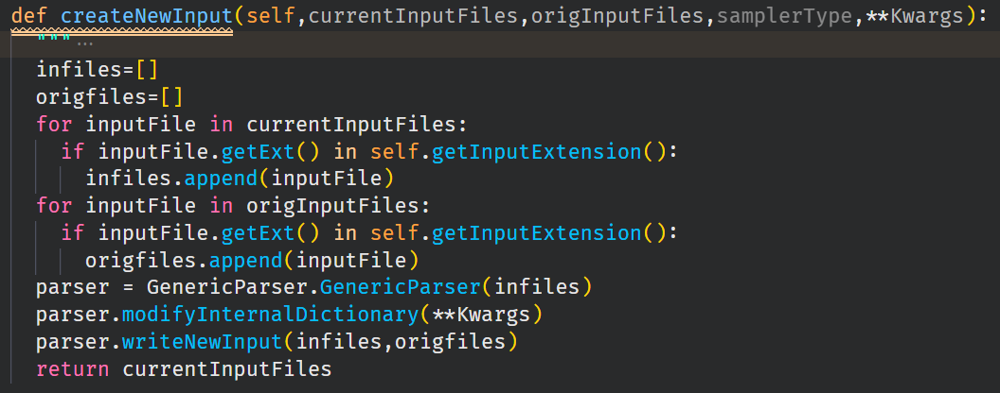 def createNewInput(self,currentInputFiles,origInputFiles,samplerType,**Kwargs):
"""...
infiles=[]
origfiles=[]
for inputFile in currentInputFiles:
if inputFile.getExt() in self.getInputExtension():
infiles.append(inputFile)
for inputFile in origInputFiles:
if inputFile.getExt() in self.getInputExtension():
origfiles.append(inputFile)
parser = GenericParser.GenericParser(infiles)
parser.modifyInternalDictionary(**Kwargs)
parser.writeNewInput(infiles,origfiles)
return currentInputFiles